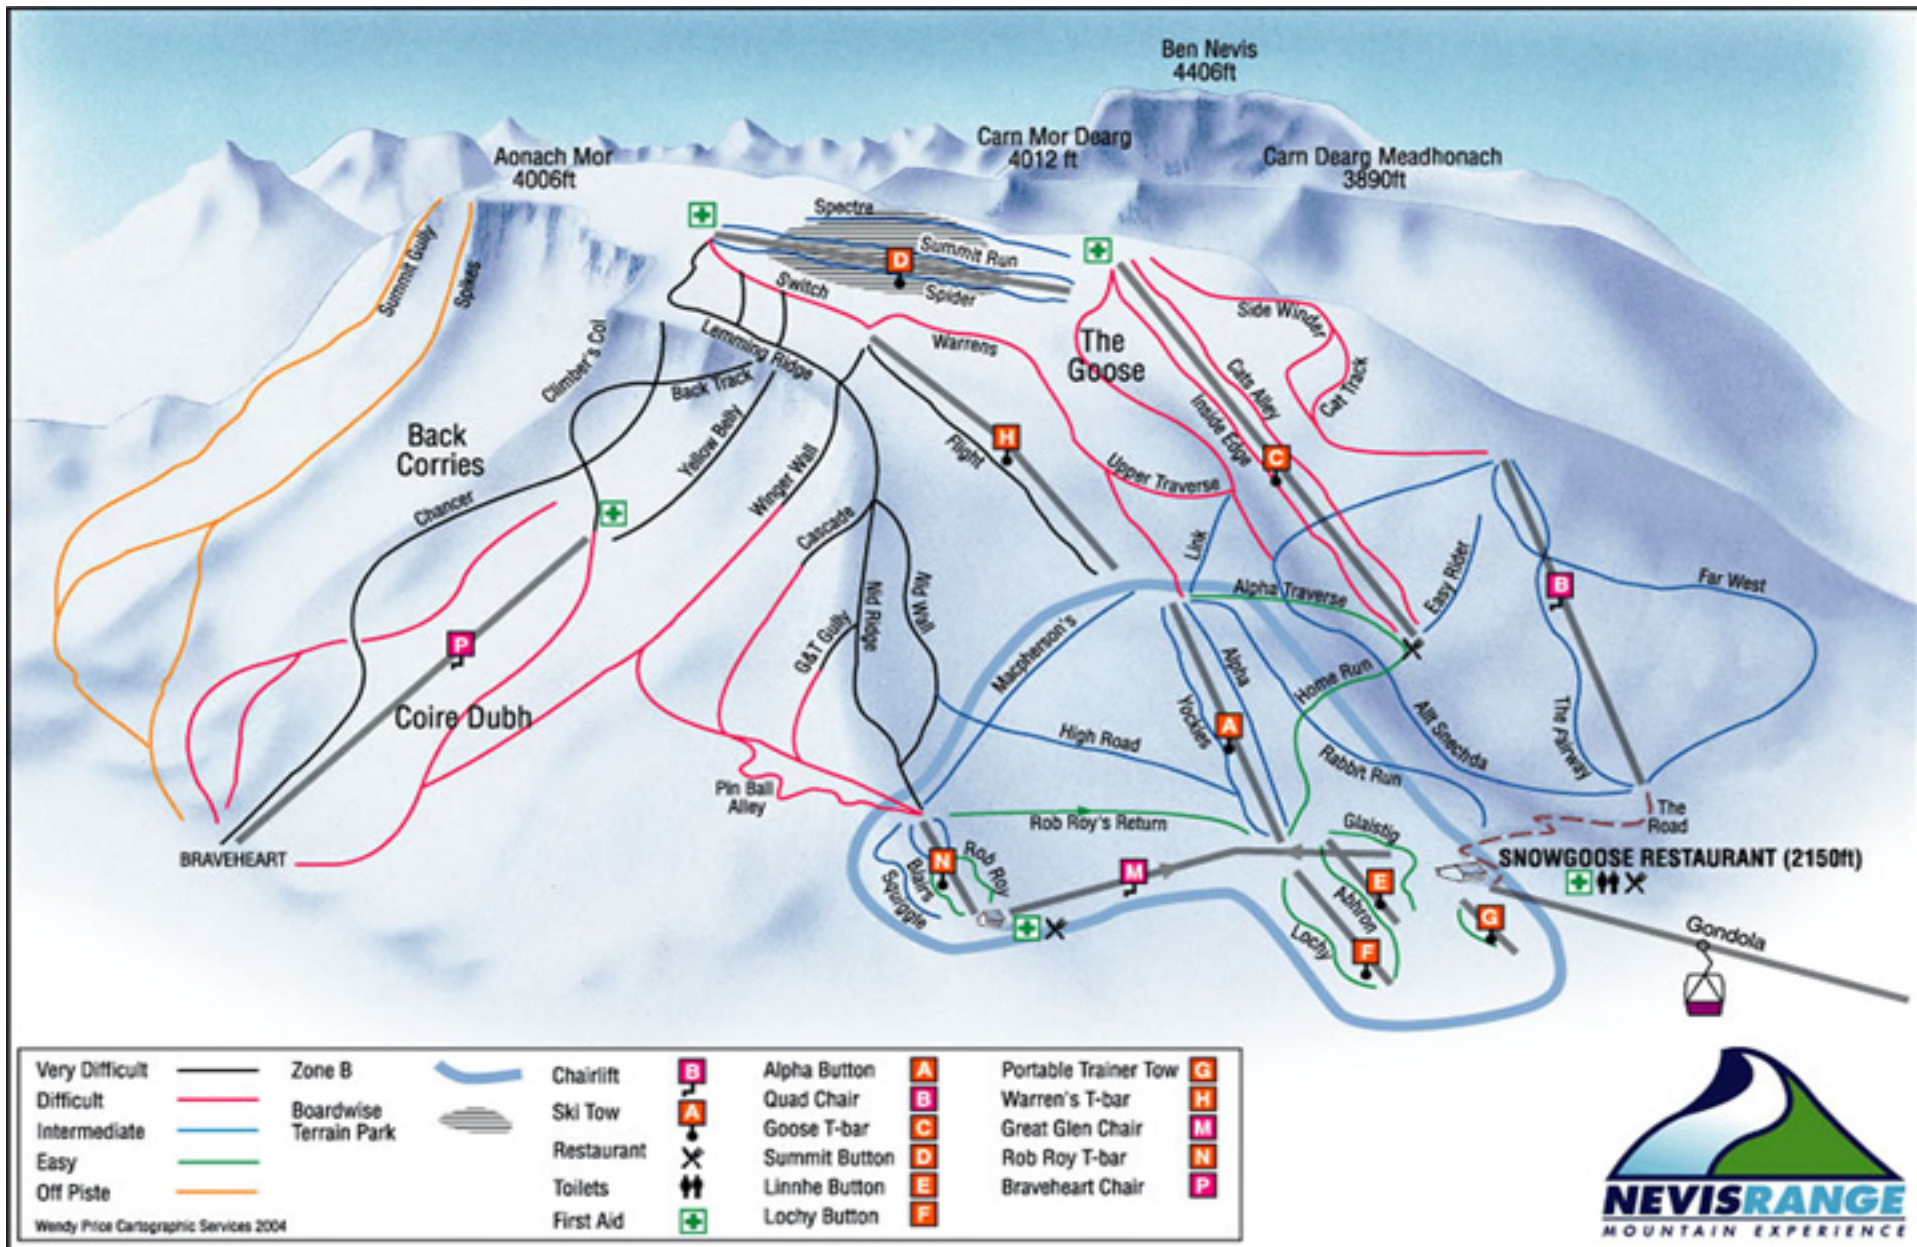 Ben Nevis
4406ft
Carn Mor Dearg
4012 ft
Aonach Mor
4006ft
Carn Dearg Meadhonach
3890ft
Spectre
Summit Run
Spider
D
Summit Gully
Spikes
Switch
Lemming Ridge
Warrens
The
Goose
Side Winder
Cat Track
Cats Alley
Inside Edge
C
Climber's Col
Back Track
Yellow Belly
Back
Corries
Chancer
Winger Wall
Flight
H
Upper Traverse
Cascade
Link
Alpha Traverse
Easy Rider
B
Far West
Nid Ridge
Nid Wall
G&T Gully
Macpherson's
P
Coire Dubh
Alpha
Yockies
A
Home Run
High Road
Rabbit Run
Allt Snechda
The Fairway
Pin Ball
Alley
Rob Roy's Return
Glaistig
The
Road
BRAVEHEART
SNOWGOOSE RESTAURANT (2150ft)
N
Rob Roy
Blairs
Squiggle
M
E
Abhron
Lochy
F
G
Gondola
Very Difficult
Difficult
Intermediate
Easy
Off Piste
Wendy Price Cartographic Services 2004
Zone B
Boardwise
Terrain Park
Chairlift B
Ski Tow A
Restaurant
Toilets
First Aid
Alpha Button A
Quad Chair B
Goose T-bar C
Summit Button D
Linnhe Button E
Lochy Button F
Portable Trainer Tow G
Warren's T-bar H
Great Glen Chair M
Rob Roy T-bar N
Braveheart Chair P
NEVISRANGE
MOUNTAIN EXPERIENCE